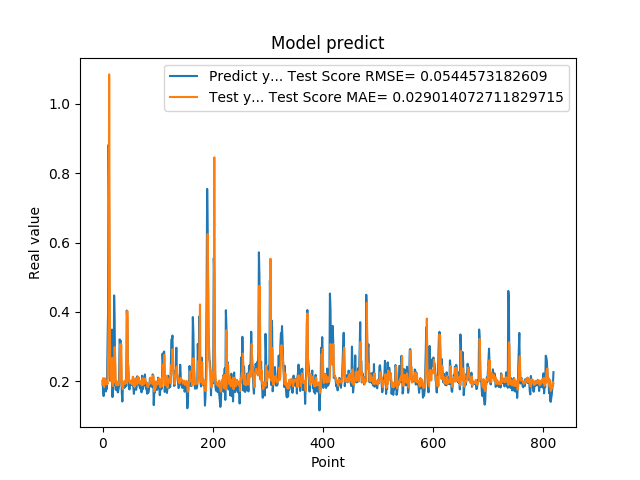 Model predict
Predict y... Test Score RMSE= 0.0544573182609
Test y... Test Score MAE= 0.029014072711829715
Real value
1.0
0.8
0.6
0.4
0.2
0 200 400 600 800
Point